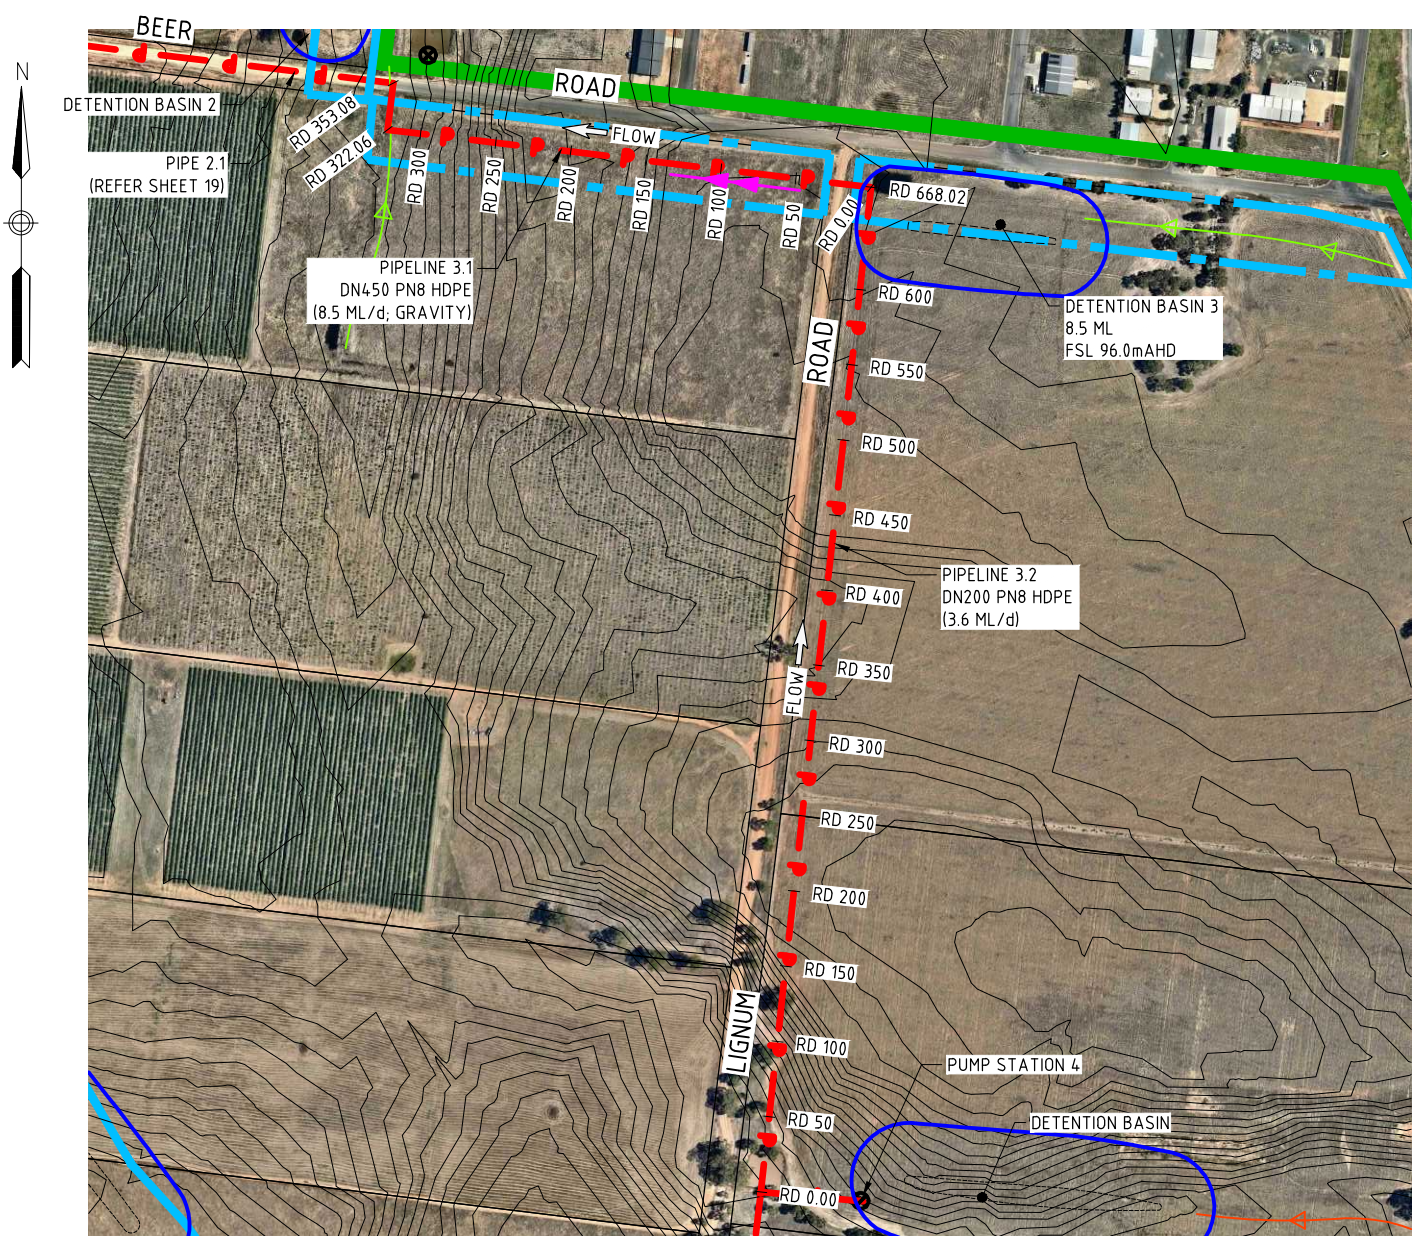 BEER
N
ROAD
DETENTION BASIN 2
RD 353.08
FLOW
PIPE 2.1
(REFER SHEET 19)
RD 322.06
RD 300
RD 250
RD 200
RD 150
RD 100
RD 50
RD 0.00
RD 668.02
PIPELINE 3.1
DN450 PN8 HDPE
(8.5 ML/d; GRAVITY)
RD 600
DETENTION BASIN 3
8.5 ML
FSL 96.0mAHD
ROAD
RD 550
RD 500
RD 450
PIPELINE 3.2
DN200 PN8 HDPE
(3.6 ML/d)
RD 400
RD 350
FLOW
RD 300
RD 250
RD 200
RD 150
LIGNUM
RD 100
PUMP STATION 4
RD 50
DETENTION BASIN
RD 0.00